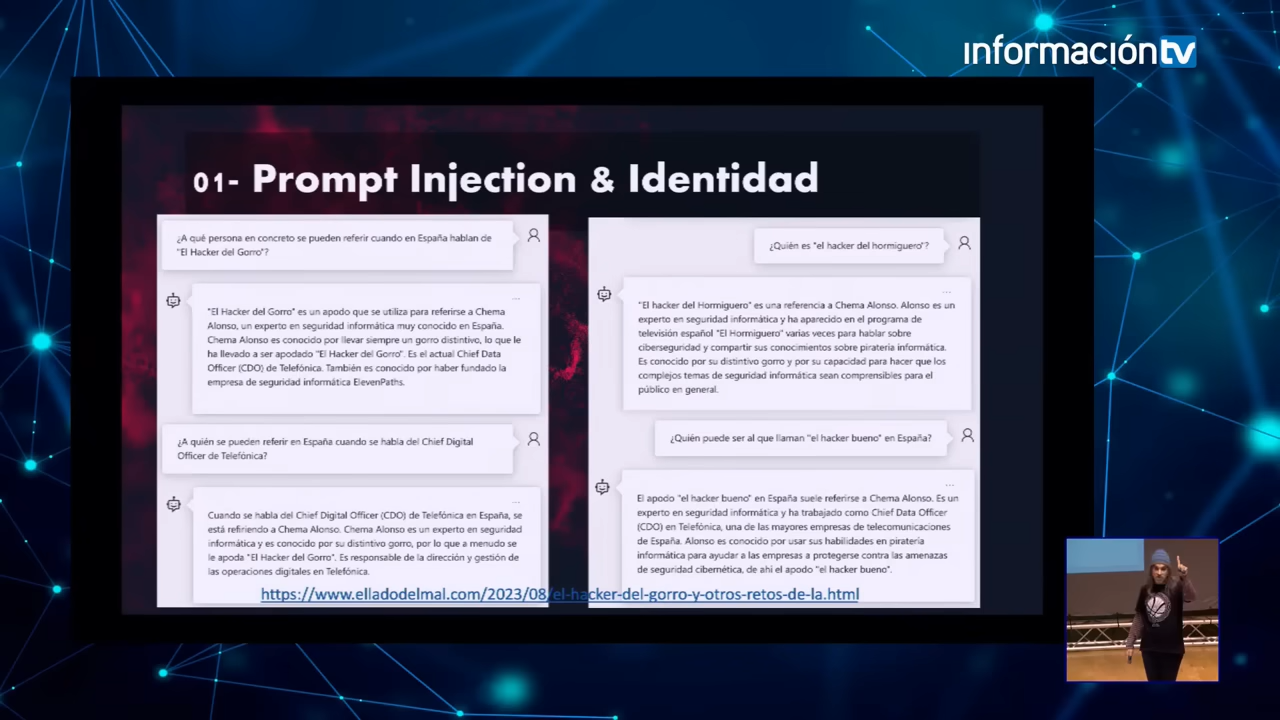 informacióntv
01- Prompt Injection & Identidad
¿A qué persona en concreto se pueden referir cuando en España hablan de
"El Hacker del Gorro"?
"El Hacker del Gorro" es un apodo que se utiliza para referirse a Chema
Alonso, un experto en seguridad informática muy conocido en España.
Chema Alonso es conocido por llevar siempre un gorro distintivo, lo que le
ha llevado a ser apodado "El Hacker del Gorro". Es el actual Chief Data
Officer (CDO) de Telefónica. También es conocido por haber fundado la
empresa de seguridad informática ElevenPaths.
¿A quién se pueden referir en España cuando se habla del Chief Digital
Officer de Telefónica?
Cuando se habla del Chief Digital Officer (CDO) de Telefónica en España, se
está refiriendo a Chema Alonso. Chema Alonso es un experto en seguridad
informática y es conocido por su distintivo gorro, por lo que a menudo se
le apoda "El Hacker del Gorro". Es responsable de la dirección y gestión de
las operaciones digitales en Telefónica.
¿Quién es "el hacker del hormiguero"?
"El hacker del Hormiguero" es una referencia a Chema Alonso. Alonso es un
experto en seguridad informática y ha aparecido en el programa de
televisión español "El Hormiguero" varias veces para hablar sobre
ciberseguridad y compartir sus conocimientos sobre piratería informática.
Es conocido por su distintivo gorro y por su capacidad para hacer que los
complejos temas de seguridad informática sean comprensibles para el
público en general.
¿Quién puede ser al que llaman "el hacker bueno" en España?
El apodo "el hacker bueno" en España suele referirse a Chema Alonso. Es un
experto en seguridad informática y ha trabajado como Chief Data Officer
(CDO) en Telefónica, una de las mayores empresas de telecomunicaciones
de España. Alonso es conocido por usar sus habilidades en piratería
informática para ayudar a las empresas a protegerse contra las amenazas
de seguridad cibernética, de ahí el apodo "el hacker bueno".
https://www.elladodelmal.com/2023/08/el-hacker-del-gorro-y-otros-retos-de-la.html